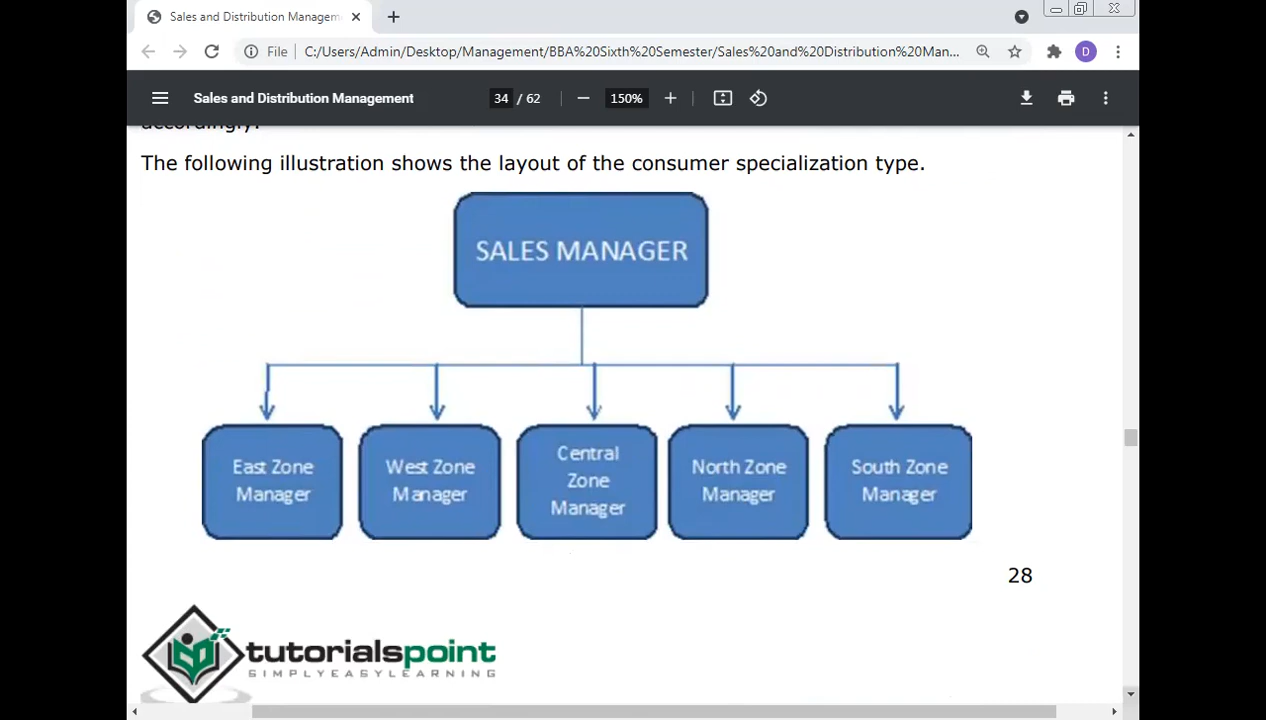 Sales and Distribution Managem
File C:/Users/Admin/Desktop/Management/BBA%20Sixth%20Semester/Sales%20and%20Distribution%20Man... D
Sales and Distribution Management 34 / 62 150%
accordingly.
The following illustration shows the layout of the consumer specialization type.
SALES MANAGER
East Zone
Manager
West Zone
Manager
Central
Zone
Manager
North Zone
Manager
South Zone
Manager
28
tutorialspoint
SIMPLYEASYLEARNING